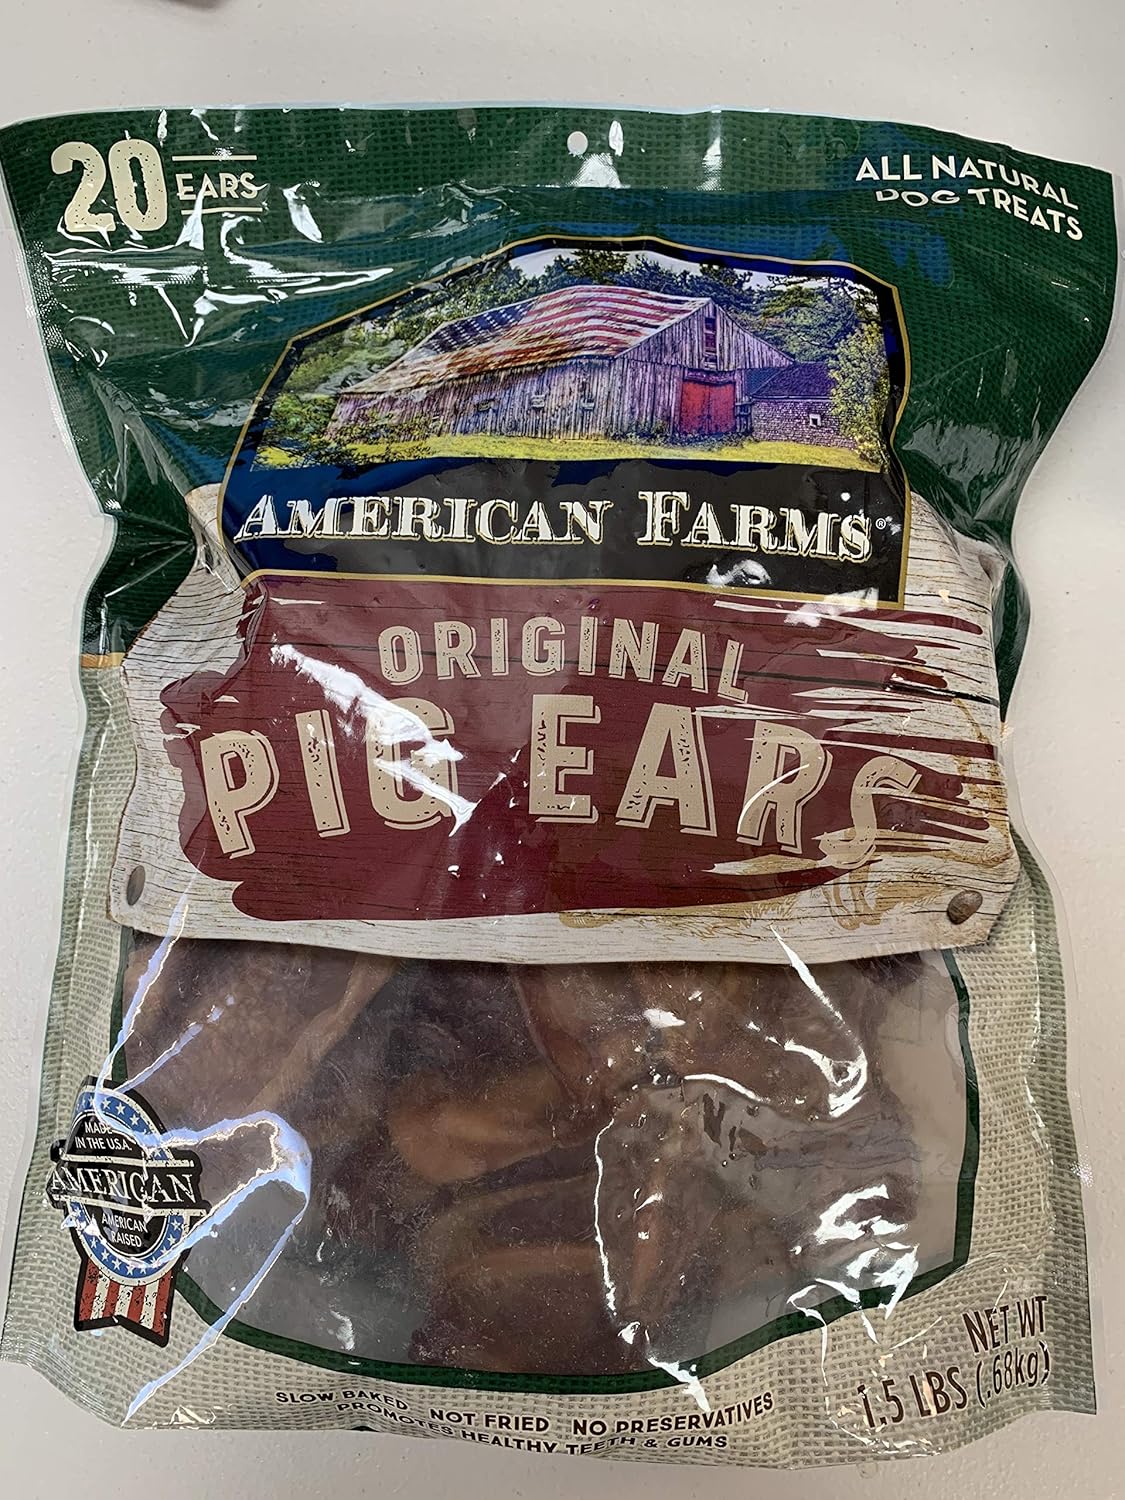 20
EARS
ALL NATURAL
DOG TREATS
AMERICAN FARMS®
ORIGINAL
PIG EARS
MADE
IN THE U.S.A.
AMERICAN
AMERICAN
RAISED
NET WT
1.5 LBS (.68kg)
SLOW BAKED NOT FRIED NO PRESERVATIVES
PROMOTES HEALTHY TEETH & GUMS